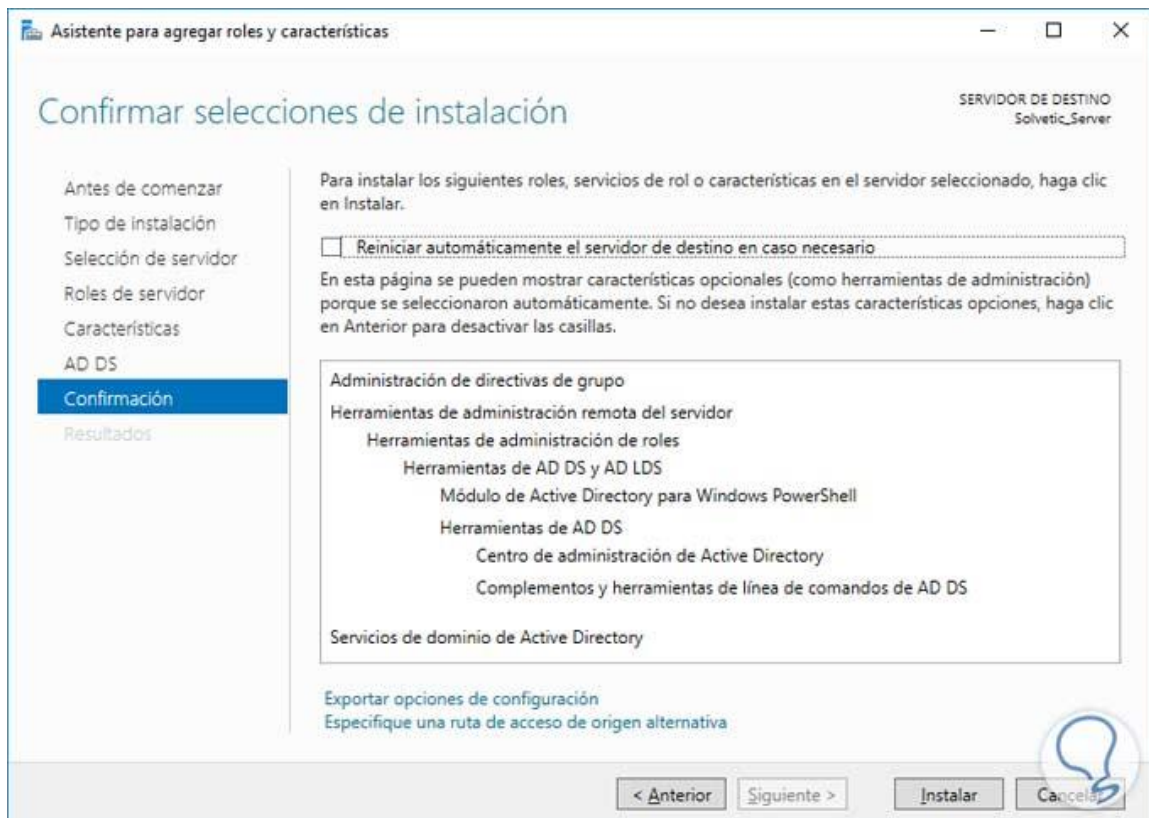 Asistente para agregar roles y características
Confirmar selecciones de instalación
SERVIDOR DE DESTINO
Solvetic_Server
Antes de comenzar
Tipo de instalación
Selección de servidor
Roles de servidor
Características
AD DS
Confirmación
Resultados
Para instalar los siguientes roles, servicios de rol o características en el servidor seleccionado, haga clic
en Instalar.
Reiniciar automáticamente el servidor de destino en caso necesario
En esta página se pueden mostrar características opcionales (como herramientas de administración)
porque se seleccionaron automáticamente. Si no desea instalar estas características opciones, haga clic
en Anterior para desactivar las casillas.
Administración de directivas de grupo
Herramientas de administración remota del servidor
Herramientas de administración de roles
Herramientas de AD DS y AD LDS
Módulo de Active Directory para Windows PowerShell
Herramientas de AD DS
Centro de administración de Active Directory
Complementos y herramientas de línea de comandos de AD DS
Servicios de dominio de Active Directory
Exportar opciones de configuración
Especifique una ruta de acceso de origen alternativa
< Anterior Siguiente > Instalar Cancelar